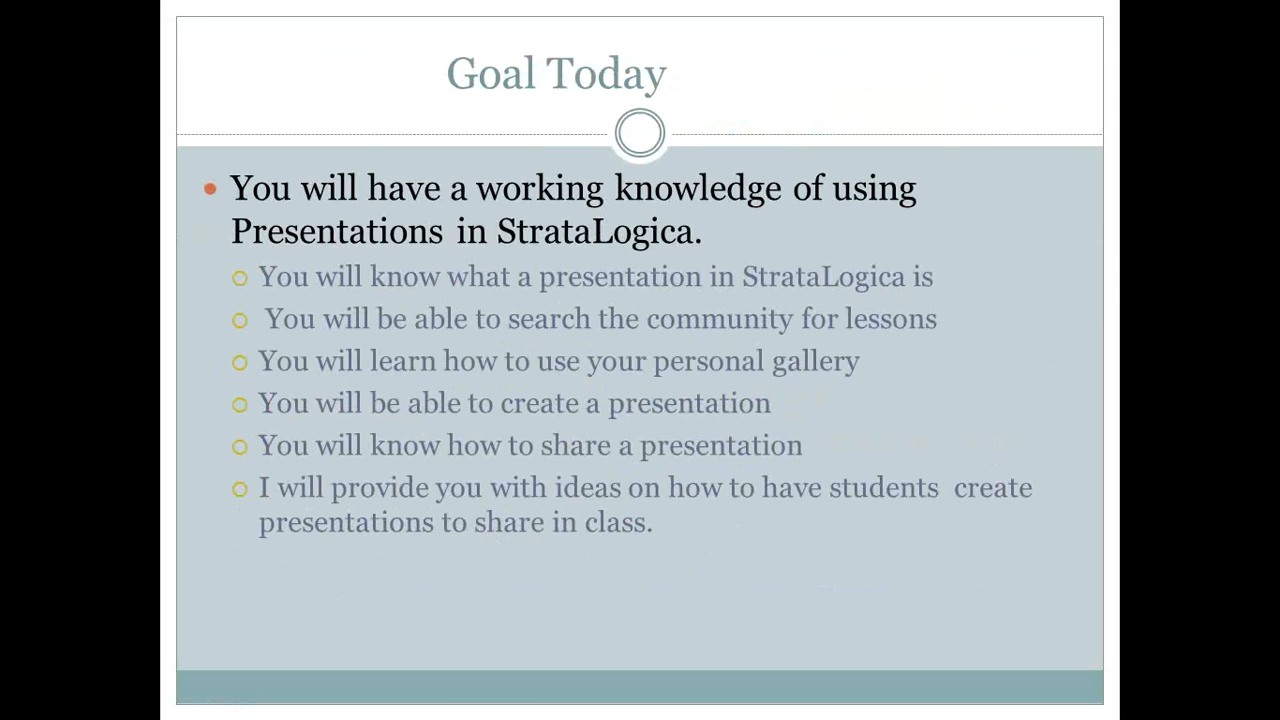 Goal Today
You will have a working knowledge of using
Presentations in StrataLogica.
You will know what a presentation in StrataLogica is
You will be able to search the community for lessons
You will learn how to use your personal gallery
You will be able to create a presentation
You will know how to share a presentation
I will provide you with ideas on how to have students create
presentations to share in class.